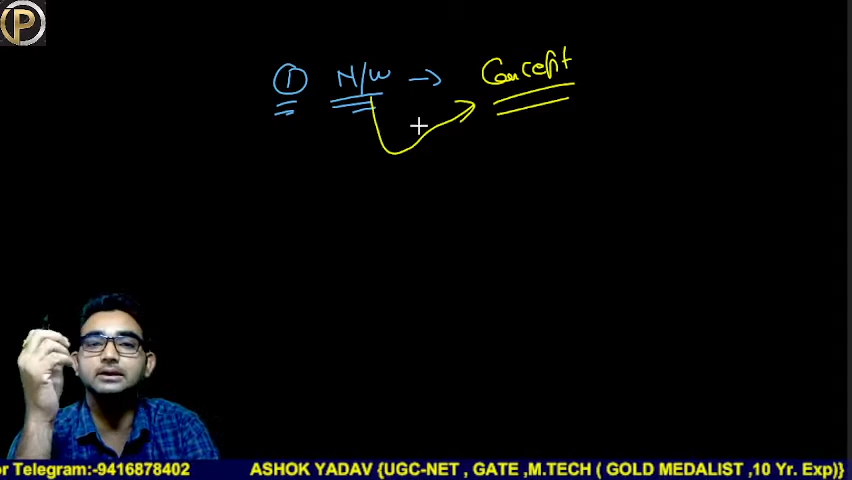 P
① N/W → Concept
or Telegram:-9416878402 ASHOK YADAV {UGC-NET , GATE ,M.TECH ( GOLD MEDALIST ,10 Yr. Exp)}